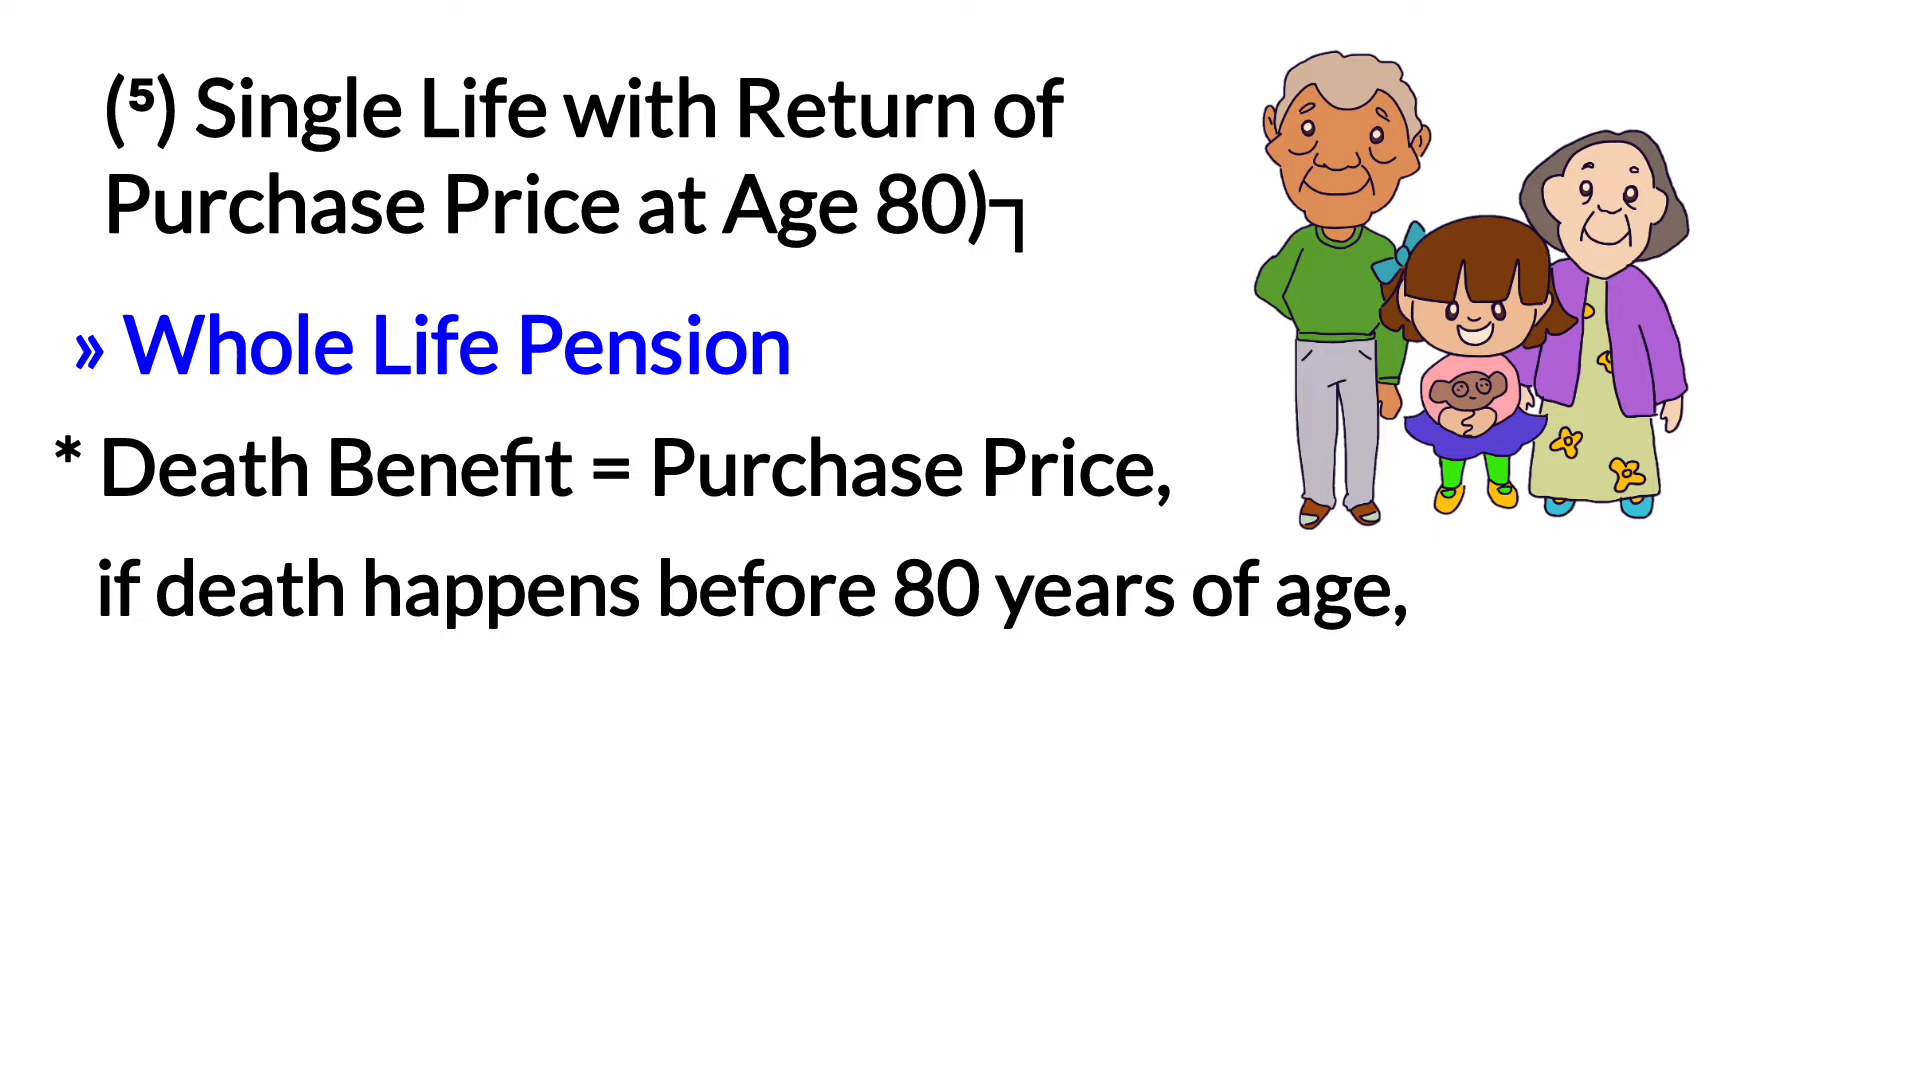 (⁵) Single Life with Return of
Purchase Price at Age 80)┐
» Whole Life Pension
* Death Benefit = Purchase Price,
if death happens before 80 years of age,